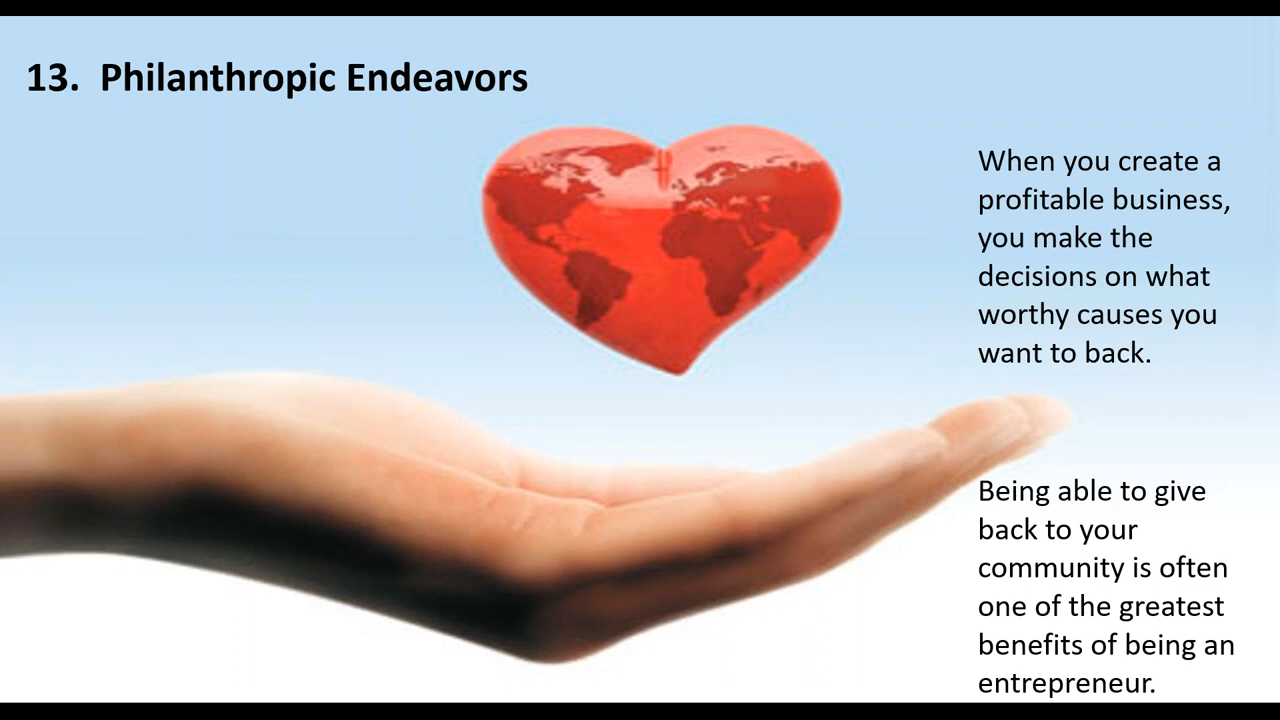 13.  Philanthropic Endeavors
When you create a
profitable business,
you make the
decisions on what
worthy causes you
want to back.
Being able to give
back to your
community is often
one of the greatest
benefits of being an
entrepreneur.